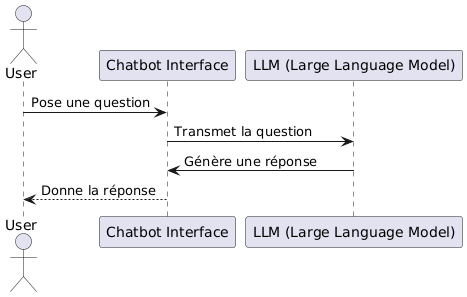 User
Chatbot Interface
LLM (Large Language Model)
Pose une question
Transmet la question
Génère une réponse
Donne la réponse
User
Chatbot Interface
LLM (Large Language Model)